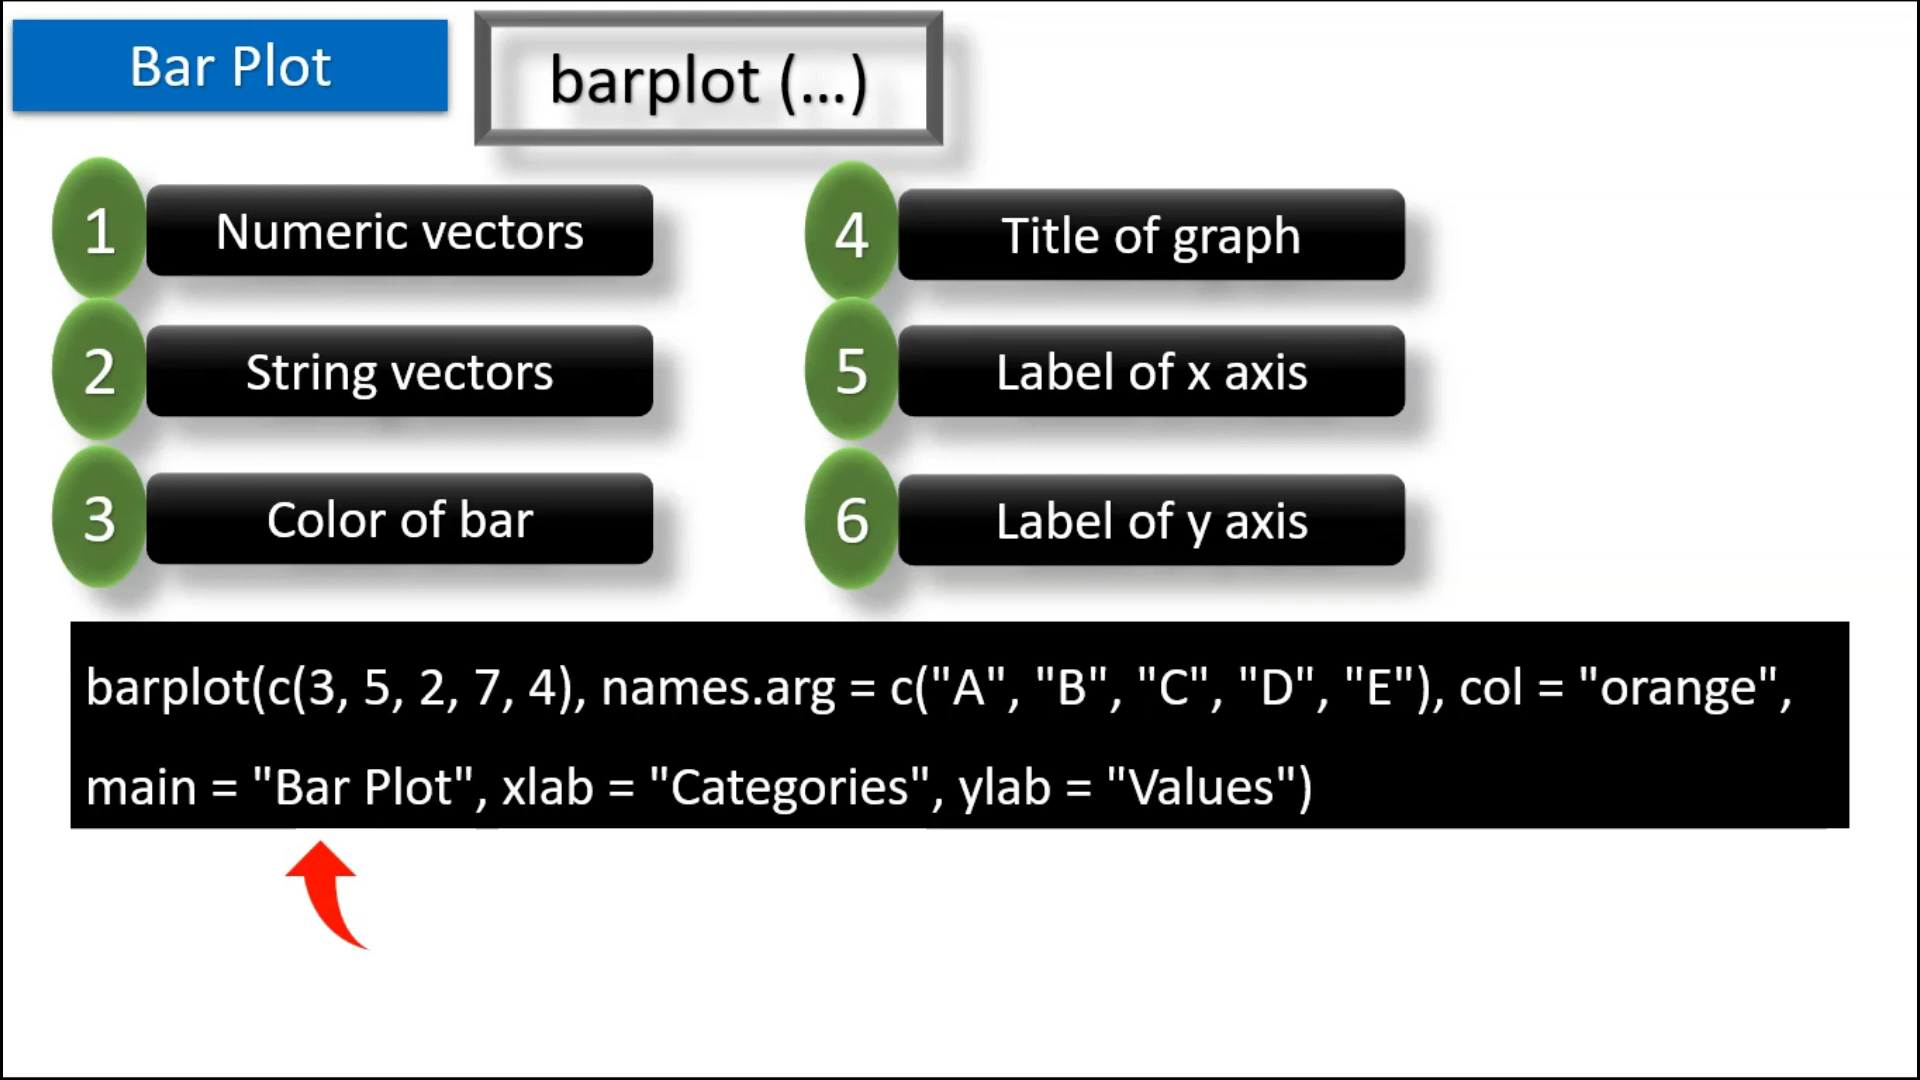 Bar Plot
barplot (...)
1 Numeric vectors
2 String vectors
3 Color of bar
4 Title of graph
5 Label of x axis
6 Label of y axis
barplot(c(3, 5, 2, 7, 4), names.arg = c("A", "B", "C", "D", "E"), col = "orange",
main = "Bar Plot", xlab = "Categories", ylab = "Values")